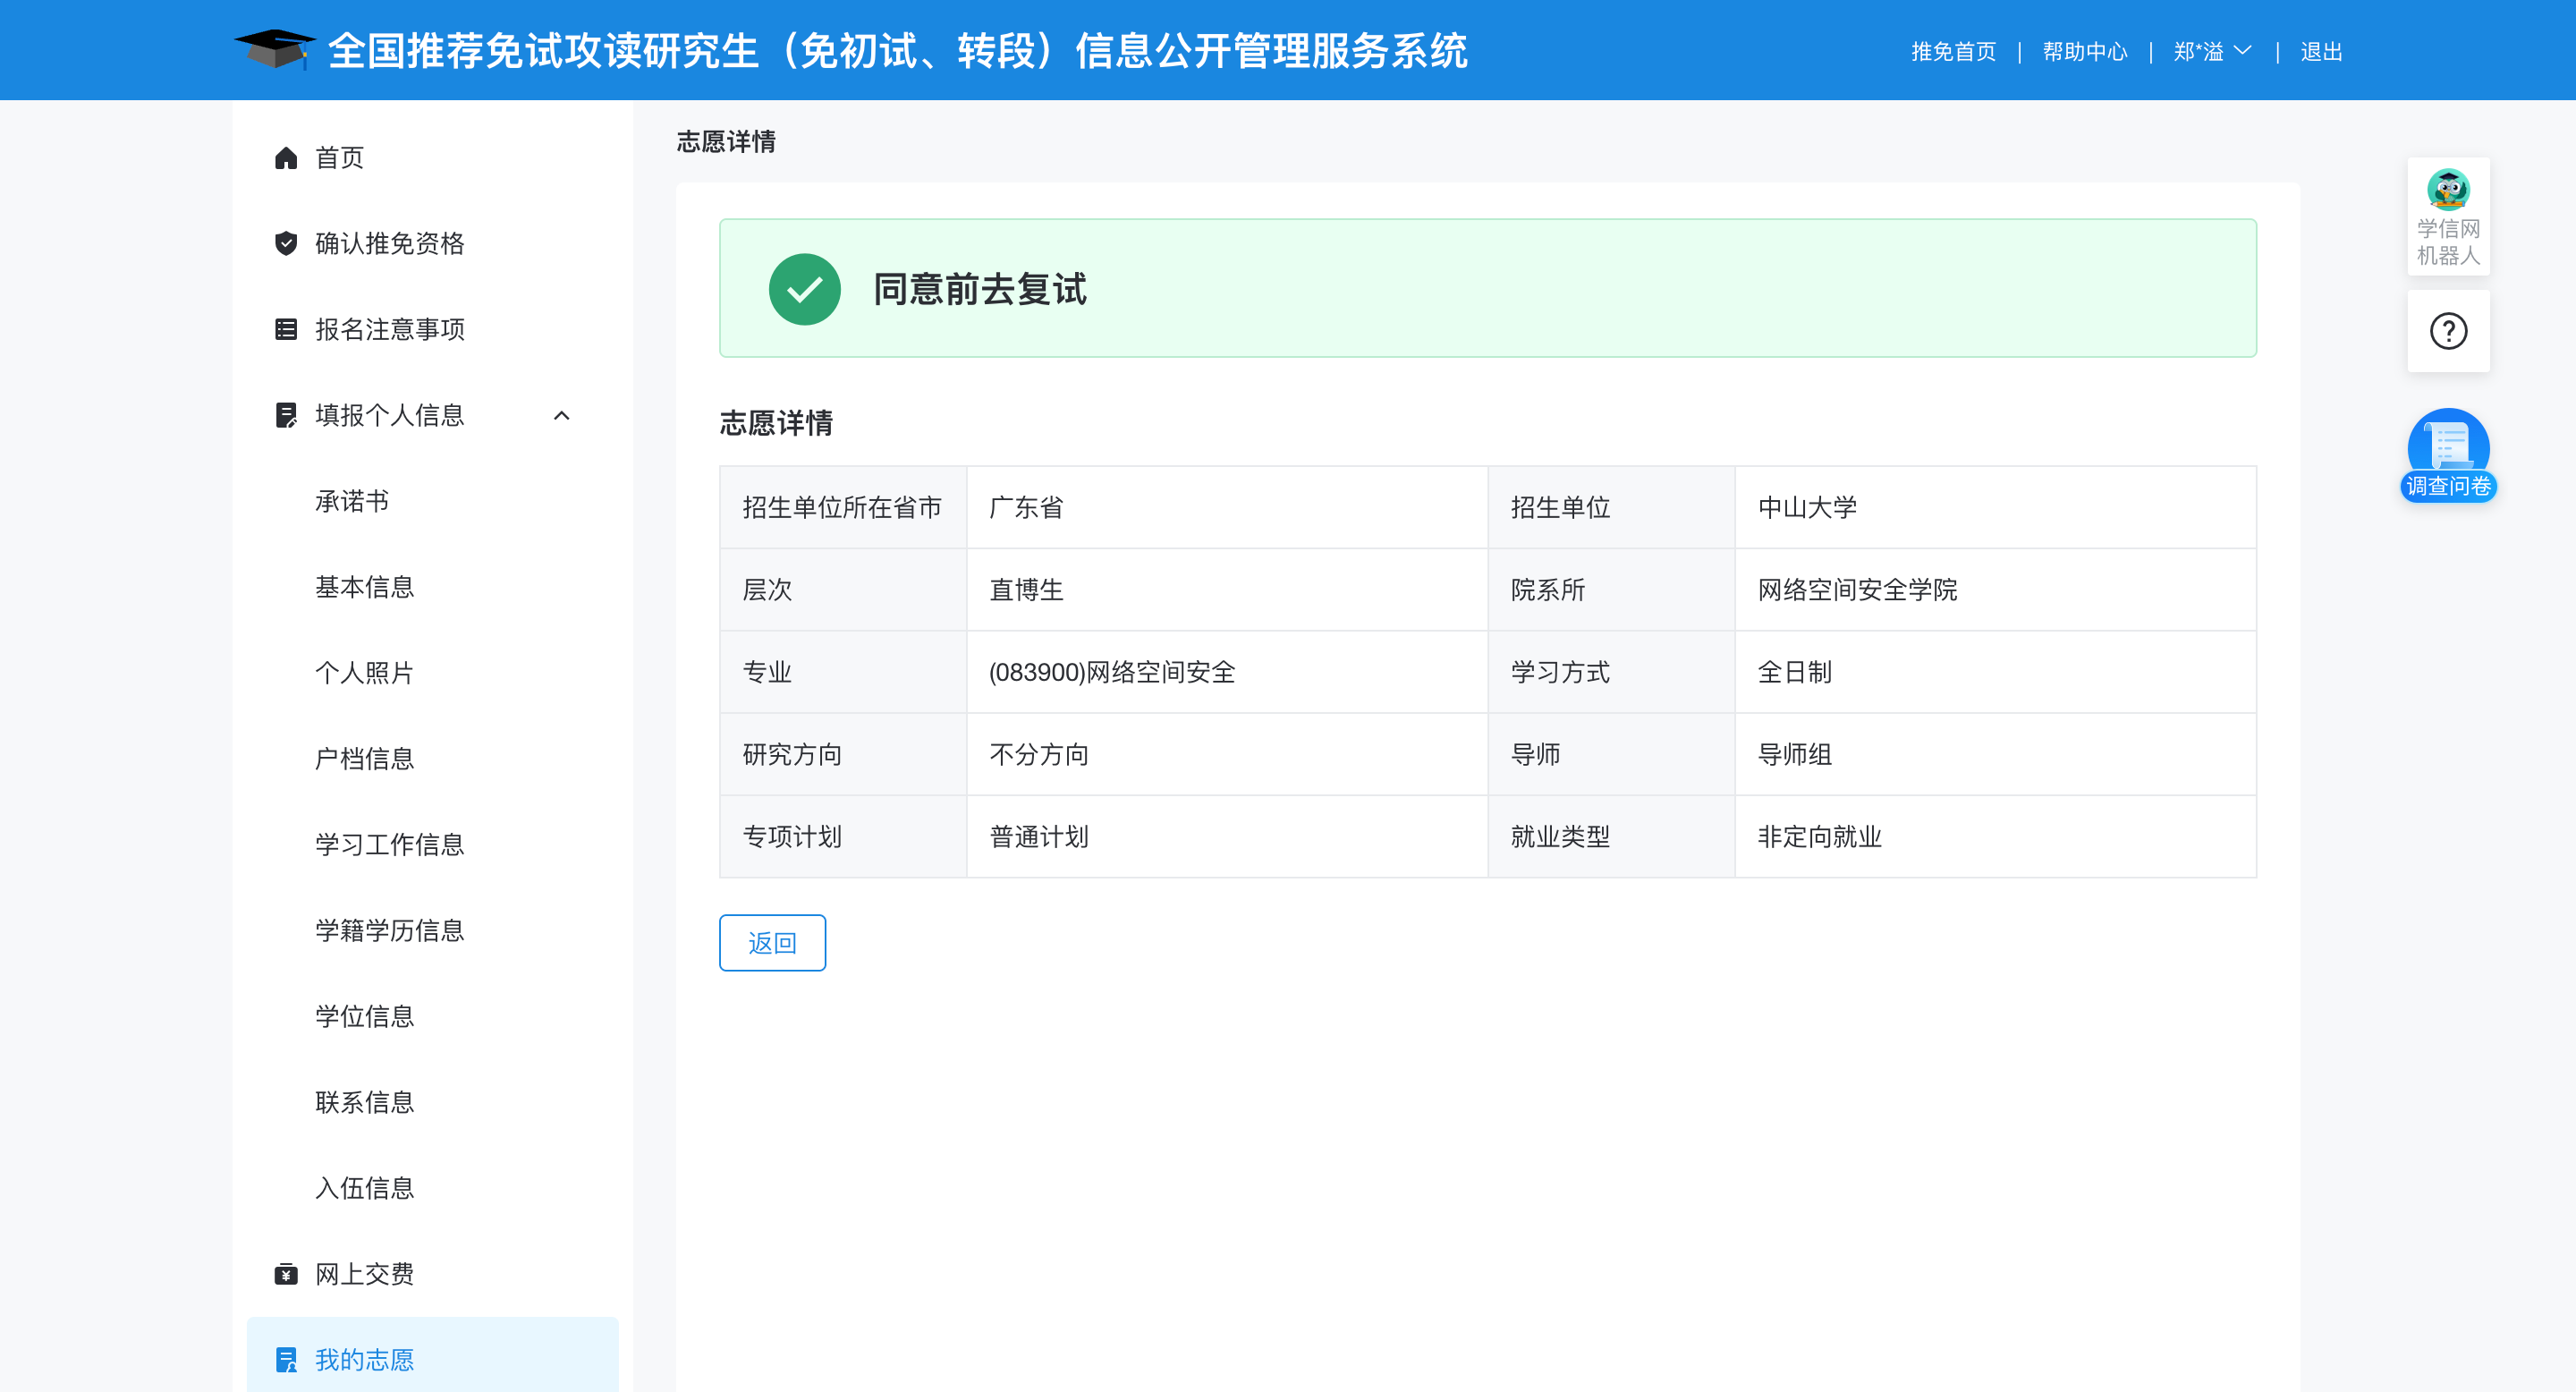 全国推荐免试攻读研究生（免初试、转段）信息公开管理服务系统
推免首页 | 帮助中心 | 郑*溢 | 退出
首页
确认推免资格
报名注意事项
填报个人信息
承诺书
基本信息
个人照片
户档信息
学习工作信息
学籍学历信息
学位信息
联系信息
入伍信息
网上交费
我的志愿
志愿详情
同意前去复试
志愿详情
招生单位所在省市 广东省 招生单位 中山大学
层次 直博生 院系所 网络空间安全学院
专业 (083900)网络空间安全 学习方式 全日制
研究方向 不分方向 导师 导师组
专项计划 普通计划 就业类型 非定向就业
返回
学信网
机器人
调查问卷